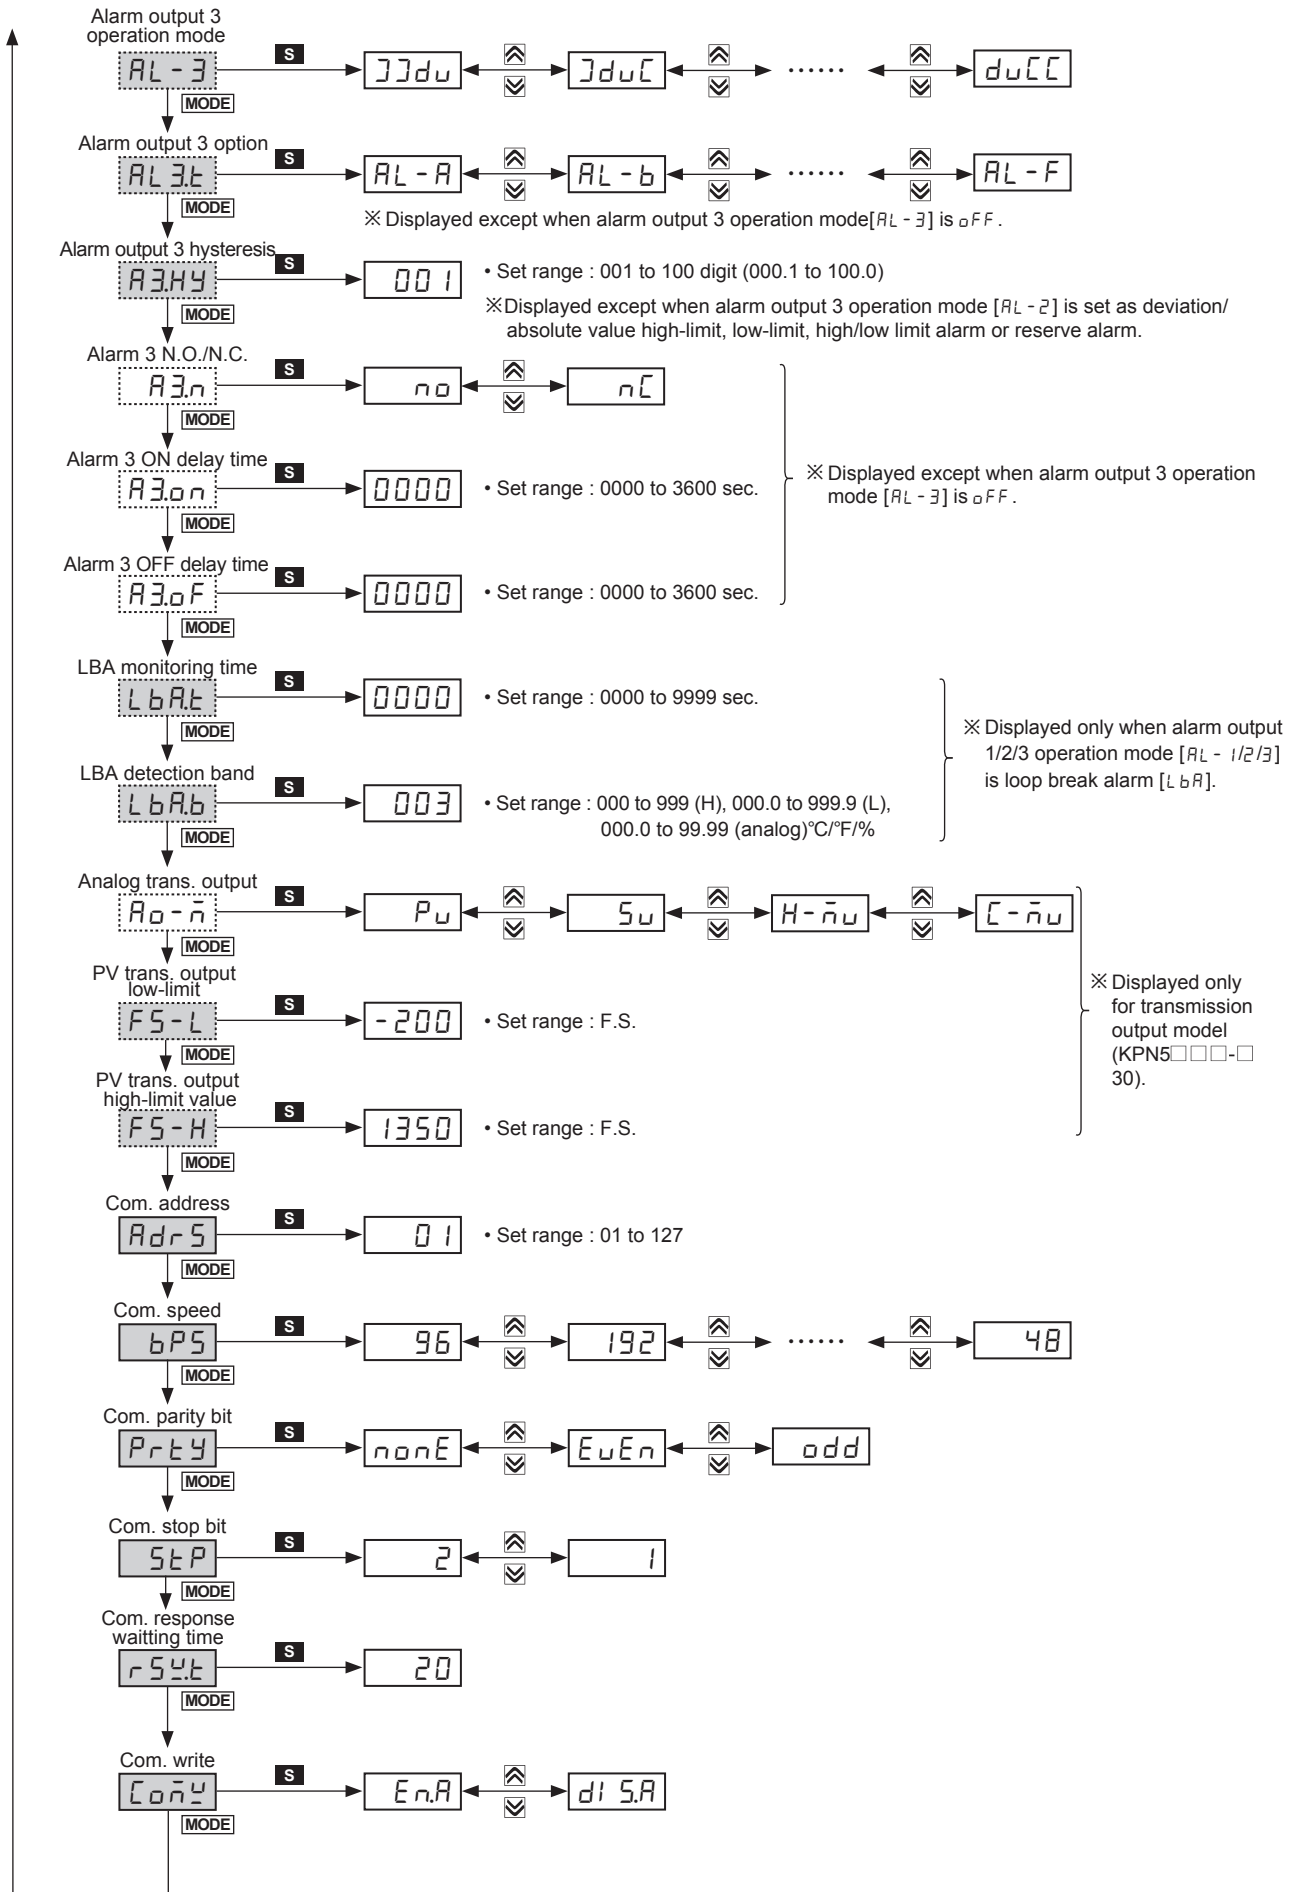 Alarm output 3
operation mode
AL-3 S ]]du ]duC ...... duCC
MODE
Alarm output 3 option
AL3.t S AL-A AL-b ...... AL-F
MODE
※ Displayed except when alarm output 3 operation mode[AL-3] is oFF.
Alarm output 3 hysteresis
A3.HY S 001 • Set range : 001 to 100 digit (000.1 to 100.0)
MODE
※Displayed except when alarm output 3 operation mode [AL-2] is set as deviation/
absolute value high-limit, low-limit, high/low limit alarm or reserve alarm.
Alarm 3 N.O./N.C.
A3.n S no nC
MODE
Alarm 3 ON delay time
A3.on S 0000 • Set range : 0000 to 3600 sec.
MODE
※ Displayed except when alarm output 3 operation
mode [AL-3] is oFF.
Alarm 3 OFF delay time
A3.oF S 0000 • Set range : 0000 to 3600 sec.
MODE
LBA monitoring time
LbA.t S 0000 • Set range : 0000 to 9999 sec.
MODE
※ Displayed only when alarm output
1/2/3 operation mode [AL-1/2/3]
is loop break alarm [LbA].
LBA detection band
LbA.b S 003 • Set range : 000 to 999 (H), 000.0 to 999.9 (L),
000.0 to 99.99 (analog)°C/°F/%
MODE
Analog trans. output
Ao-m S Pu Su H-mu C-mu
MODE
PV trans. output
low-limit
FS-L S -200 • Set range : F.S.
MODE
※ Displayed only
for transmission
output model
(KPN5□□□-□
30).
PV trans. output
high-limit value
FS-H S 1350 • Set range : F.S.
MODE
Com. address
AdrS S 01 • Set range : 01 to 127
MODE
Com. speed
bPS S 96 192 ...... 48
MODE
Com. parity bit
PrtY S nonE EuEn odd
MODE
Com. stop bit
StP S 2 1
MODE
Com. response
waitting time
rSW.t S 20
MODE
Com. write
ComW S En.A dIS.A
MODE